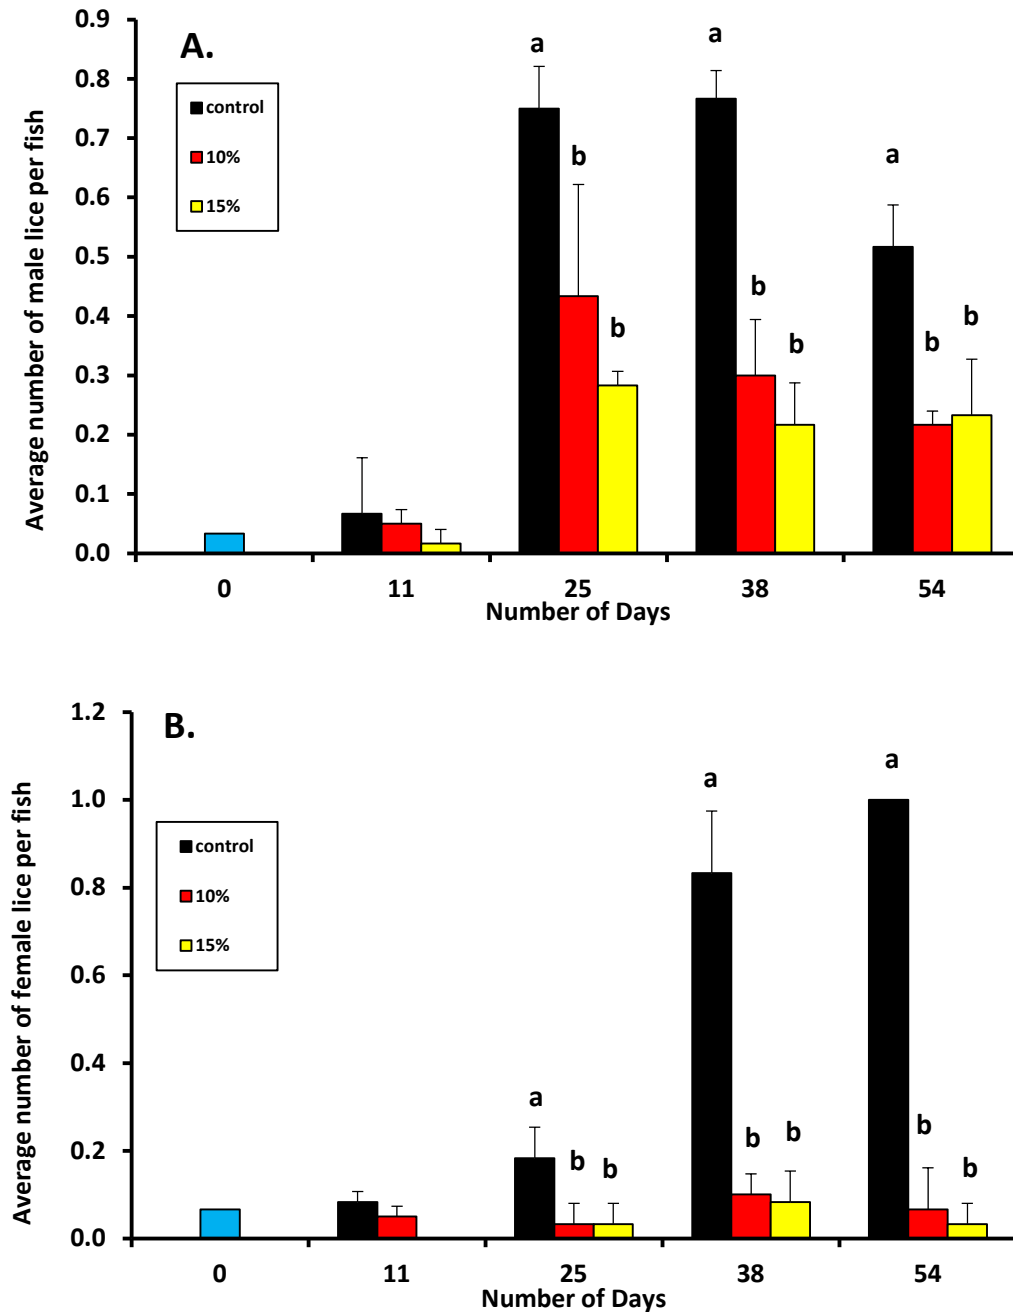 A.
Average number of male lice per fish
0.9
0.8
0.7
0.6
0.5
0.4
0.3
0.2
0.1
0.0
control
10%
15%
a
b
b
a
b
b
a
b
b
0 11 25 38 54
Number of Days
B.
Average number of female lice per fish
1.2
1.0
0.8
0.6
0.4
0.2
0.0
control
10%
15%
a
b b
a
b b
a
b
b
0 11 25 38 54
Number of Days